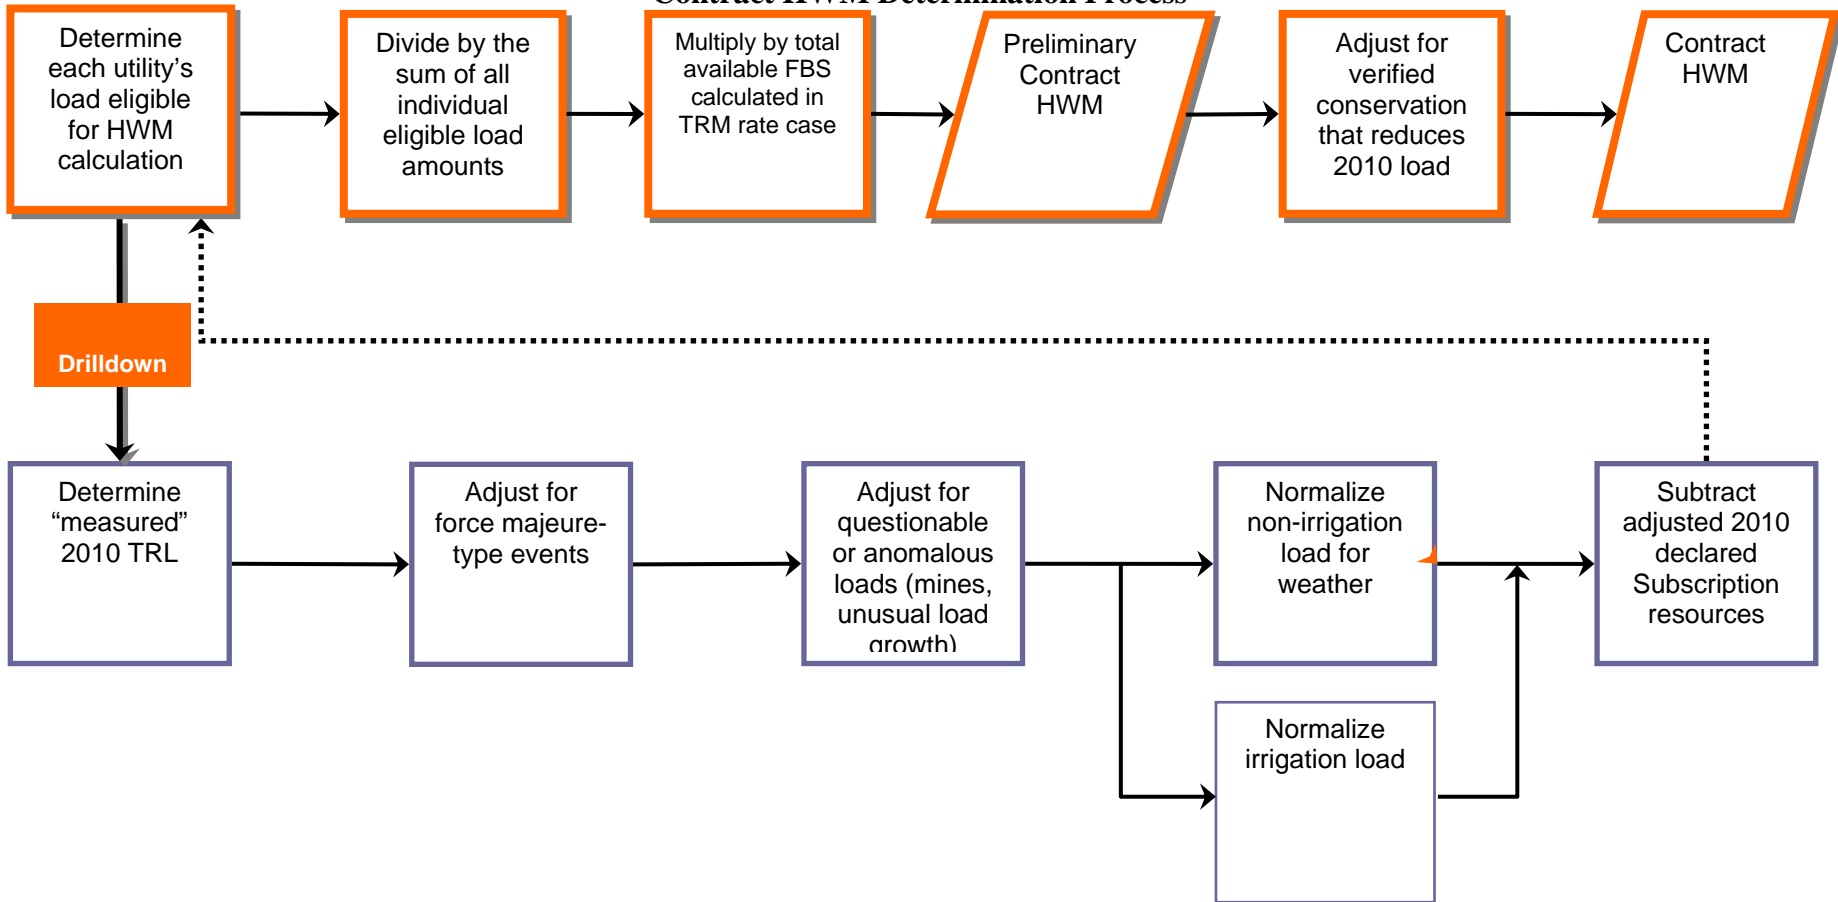 Contract HWM Determination Process
Determine
each utility’s
load eligible
for HWM
calculation
Divide by the
sum of all
individual
eligible load
amounts
Multiply by total
available FBS
calculated in
TRM rate case
Preliminary
Contract
HWM
Adjust for
verified
conservation
that reduces
2010 load
Contract
HWM
Drilldown
Determine
“measured”
2010 TRL
Adjust for
force majeure-
type events
Adjust for
questionable
or anomalous
loads (mines,
unusual load
growth)
Normalize
non-irrigation
load for
weather
Subtract
adjusted 2010
declared
Subscription
resources
Normalize
irrigation load